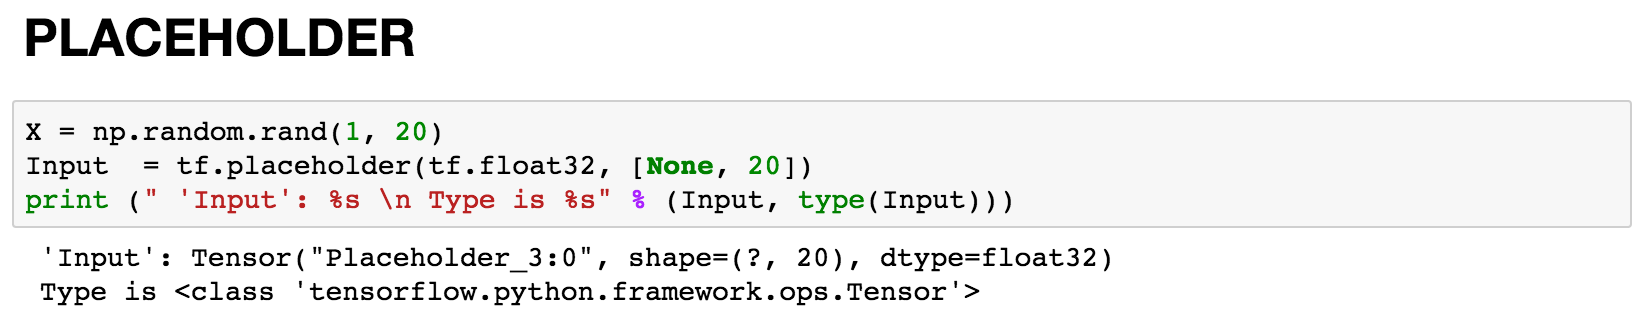 PLACEHOLDER
X = np.random.rand(1, 20)
Input  = tf.placeholder(tf.float32, [None, 20])
print (" 'Input': %s \n Type is %s" % (Input, type(Input)))
'Input': Tensor("Placeholder_3:0", shape=(?, 20), dtype=float32)
Type is <class 'tensorflow.python.framework.ops.Tensor'>